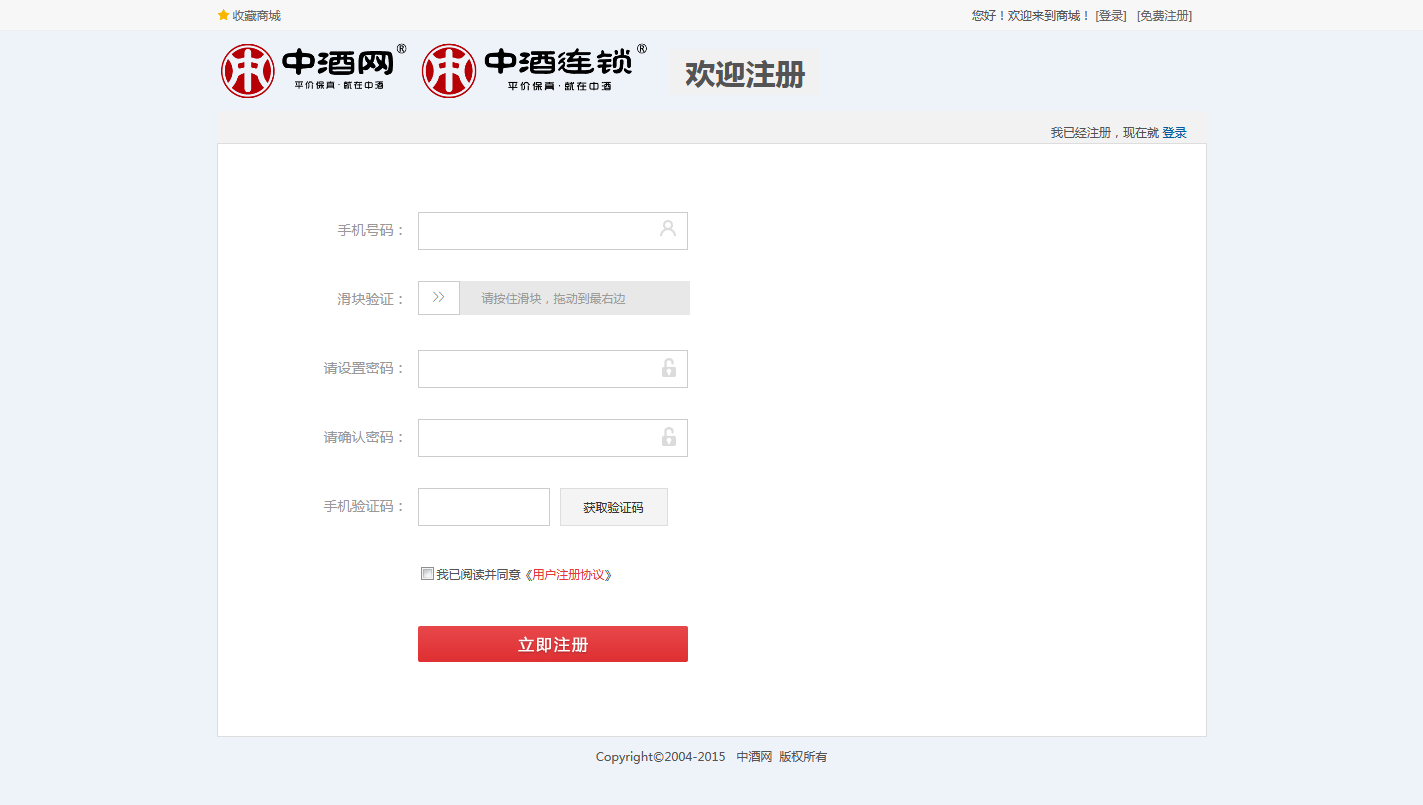 收藏商城
您好！欢迎来到商城！ [登录] [免费注册]
中酒网®
平价保真·就在中酒
中酒连锁®
平价保真·就在中酒
欢迎注册
我已经注册，现在就 登录
手机号码：
滑块验证：
请按住滑块，拖动到最右边
请设置密码：
请确认密码：
手机验证码：
获取验证码
我已阅读并同意《用户注册协议》
立即注册
Copyright©2004-2015 中酒网 版权所有